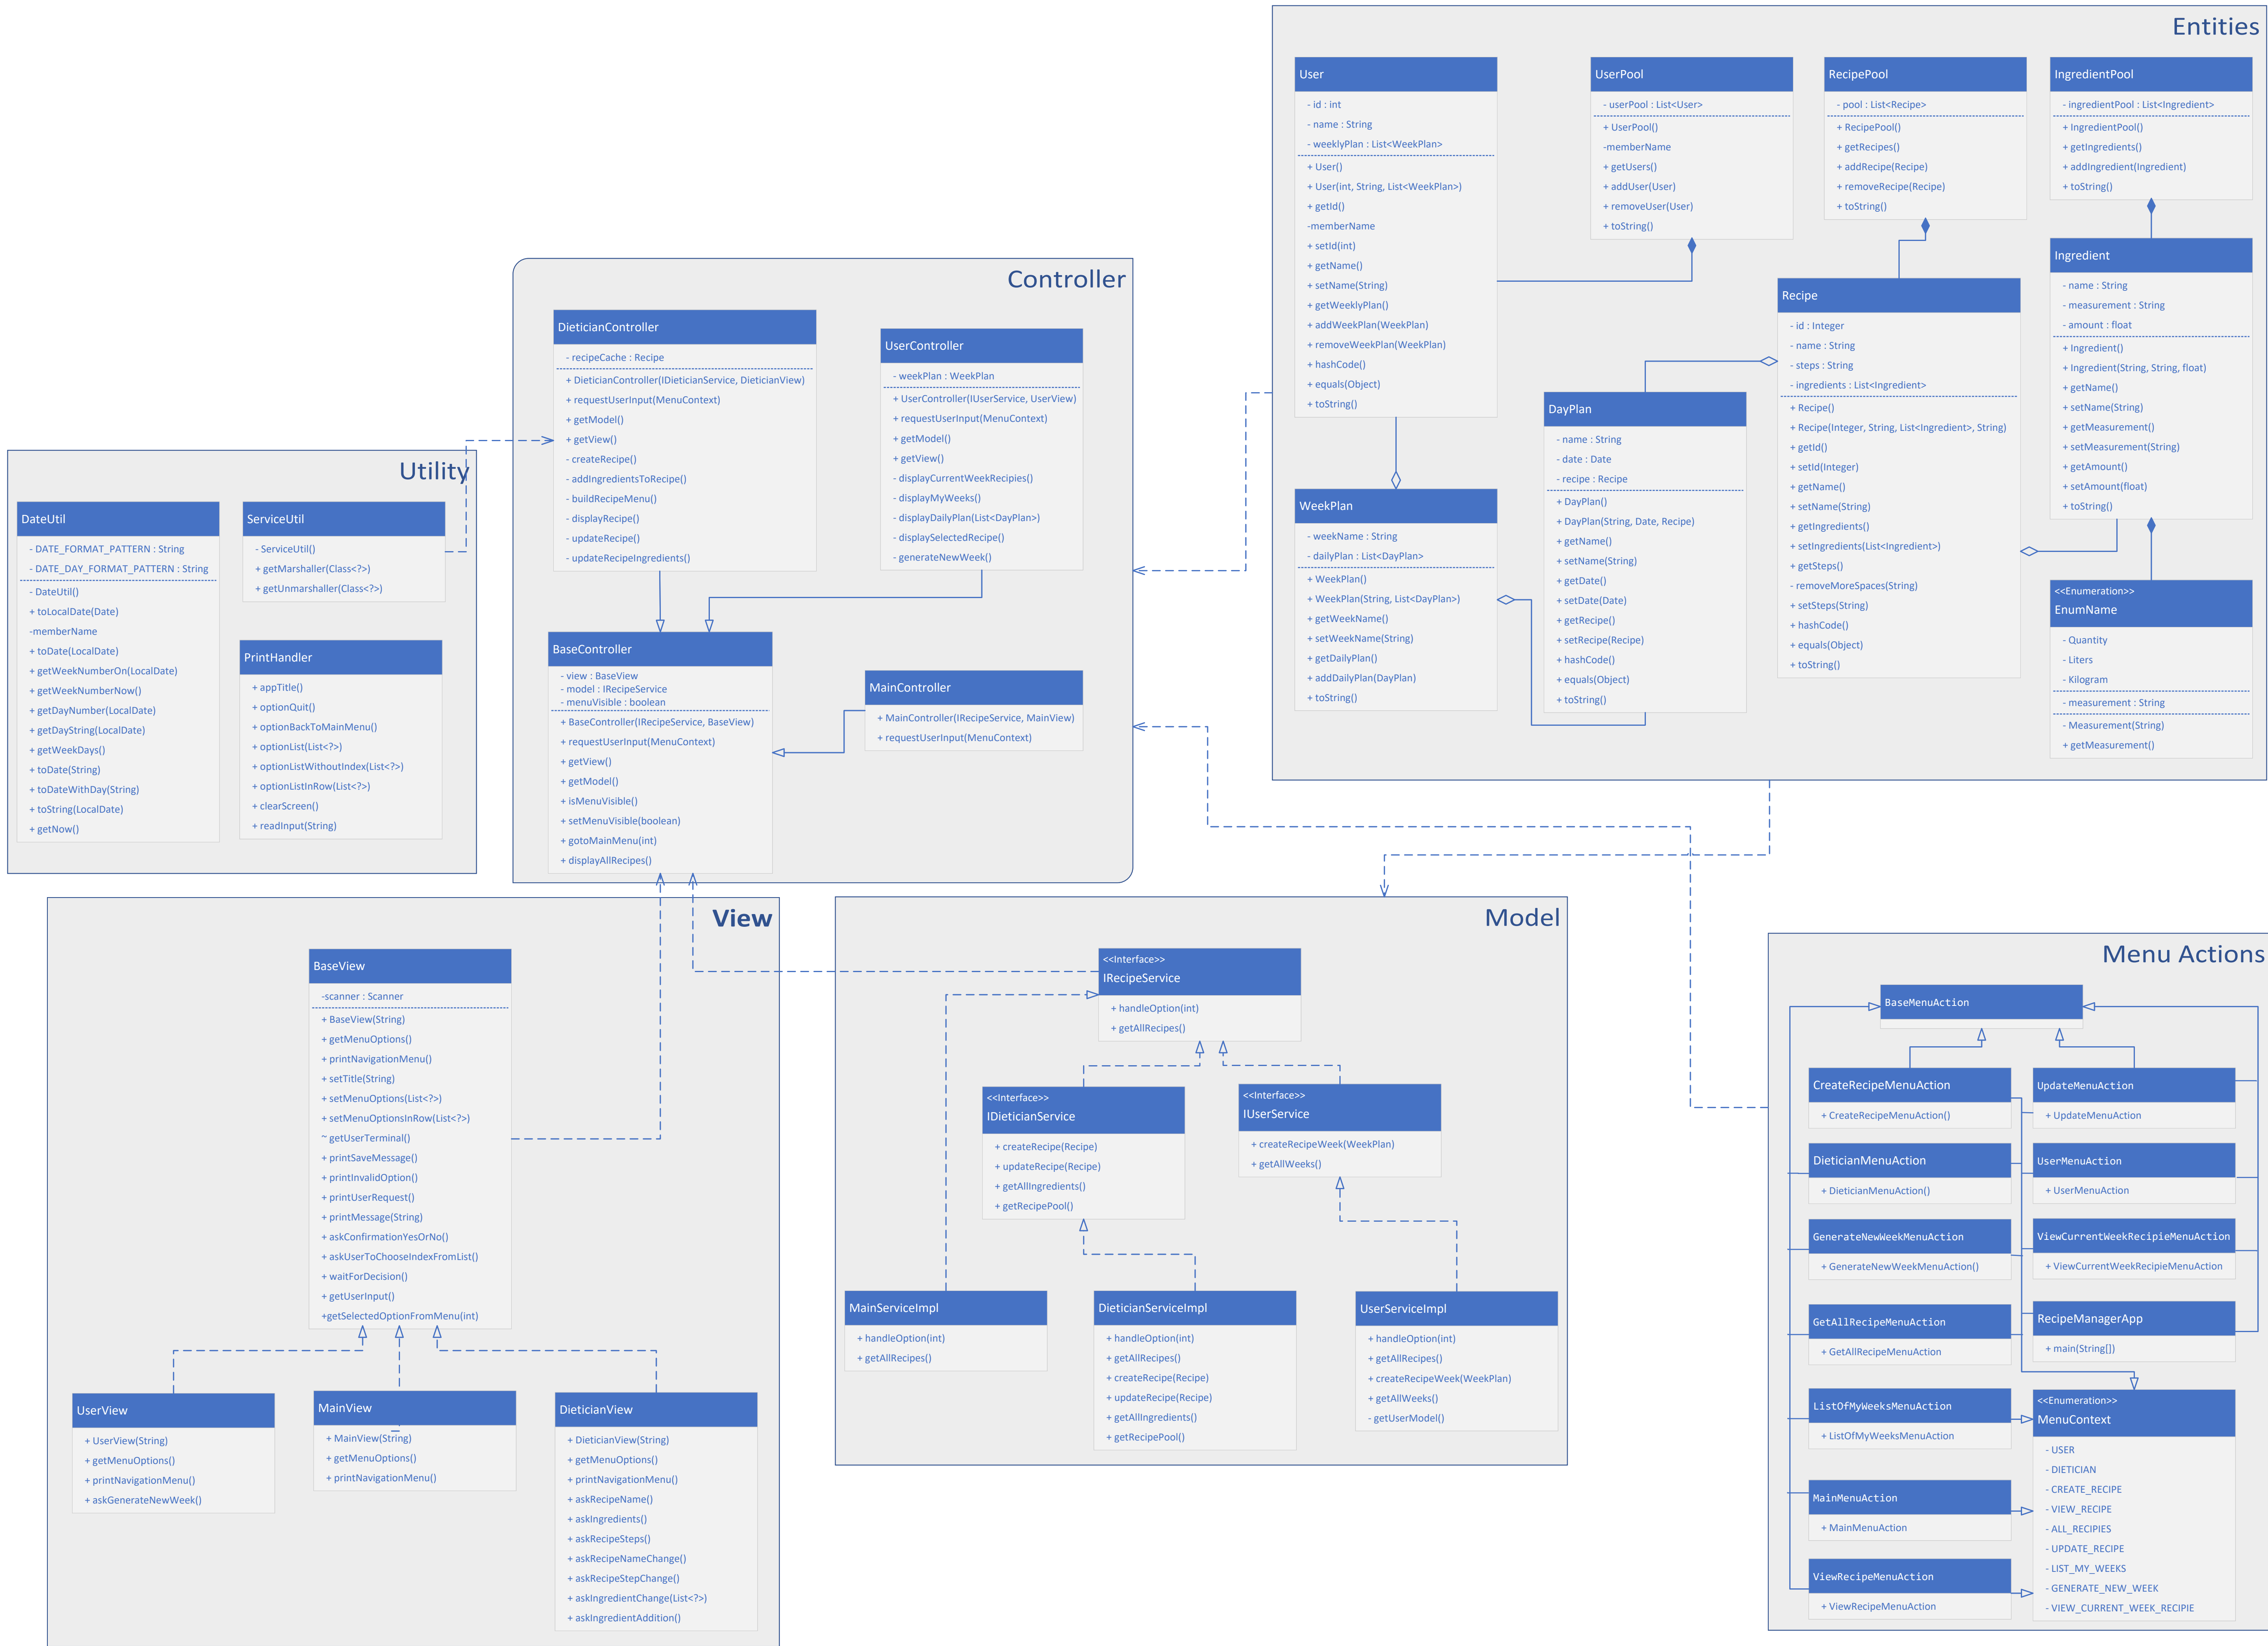 Entities
User
- id : int
- name : String
- weeklyPlan : List<WeekPlan>
+ User()
+ User(int, String, List<WeekPlan>)
+ getId()
-memberName
+ setId(int)
+ getName()
+ setName(String)
+ getWeeklyPlan()
+ addWeekPlan(WeekPlan)
+ removeWeekPlan(WeekPlan)
+ hashCode()
+ equals(Object)
+ toString()
UserPool
- userPool : List<User>
+ UserPool()
-memberName
+ getUsers()
+ addUser(User)
+ removeUser(User)
+ toString()
RecipePool
- pool : List<Recipe>
+ RecipePool()
+ getRecipes()
+ addRecipe(Recipe)
+ removeRecipe(Recipe)
+ toString()
IngredientPool
- ingredientPool : List<Ingredient>
+ IngredientPool()
+ getIngredients()
+ addIngredient(Ingredient)
+ toString()
Ingredient
- name : String
- measurement : String
- amount : float
+ Ingredient()
+ Ingredient(String, String, float)
+ getName()
+ setName(String)
+ getMeasurement()
+ setMeasurement(String)
+ getAmount()
+ setAmount(float)
+ toString()
Recipe
- id : Integer
- name : String
- steps : String
- ingredients : List<Ingredient>
+ Recipe()
+ Recipe(Integer, String, List<Ingredient>, String)
+ getId()
+ setId(Integer)
+ getName()
+ setName(String)
+ getIngredients()
+ setIngredients(List<Ingredient>)
+ getSteps()
- removeMoreSpaces(String)
+ setSteps(String)
+ hashCode()
+ equals(Object)
+ toString()
DayPlan
- name : String
- date : Date
- recipe : Recipe
+ DayPlan()
+ DayPlan(String, Date, Recipe)
+ getName()
+ setName(String)
+ getDate()
+ setDate(Date)
+ getRecipe()
+ setRecipe(Recipe)
+ hashCode()
+ equals(Object)
+ toString()
WeekPlan
- weekName : String
- dailyPlan : List<DayPlan>
+ WeekPlan()
+ WeekPlan(String, List<DayPlan>)
+ getWeekName()
+ setWeekName(String)
+ getDailyPlan()
+ addDailyPlan(DayPlan)
+ toString()
<<Enumeration>>
EnumName
- Quantity
- Liters
- Kilogram
- measurement : String
- Measurement(String)
+ getMeasurement()
Controller
DieticianController
- recipeCache : Recipe
+ DieticianController(IDieticianService, DieticianView)
+ requestUserInput(MenuContext)
+ getModel()
+ getView()
- createRecipe()
- addIngredientsToRecipe()
- buildRecipeMenu()
- displayRecipe()
- updateRecipe()
- updateRecipeIngredients()
UserController
- weekPlan : WeekPlan
+ UserController(IUserService, UserView)
+ requestUserInput(MenuContext)
+ getModel()
+ getView()
- displayCurrentWeekRecipies()
- displayMyWeeks()
- displayDailyPlan(List<DayPlan>)
- displaySelectedRecipe()
- generateNewWeek()
BaseController
- view : BaseView
- model : IRecipeService
- menuVisible : boolean
+ BaseController(IRecipeService, BaseView)
+ requestUserInput(MenuContext)
+ getView()
+ getModel()
+ isMenuVisible()
+ setMenuVisible(boolean)
+ gotoMainMenu(int)
+ displayAllRecipes()
MainController
+ MainController(IRecipeService, MainView)
+ requestUserInput(MenuContext)
Utility
DateUtil
- DATE_FORMAT_PATTERN : String
- DATE_DAY_FORMAT_PATTERN : String
- DateUtil()
+ toLocalDate(Date)
-memberName
+ toDate(LocalDate)
+ getWeekNumberOn(LocalDate)
+ getWeekNumberNow()
+ getDayNumber(LocalDate)
+ getDayString(LocalDate)
+ getWeekDays()
+ toDate(String)
+ toDateWithDay(String)
+ toString(LocalDate)
+ getNow()
ServiceUtil
- ServiceUtil()
+ getMarshaller(Class<?>)
+ getUnmarshaller(Class<?>)
PrintHandler
+ appTitle()
+ optionQuit()
+ optionBackToMainMenu()
+ optionList(List<?>)
+ optionListWithoutIndex(List<?>)
+ optionListInRow(List<?>)
+ clearScreen()
+ readInput(String)
View
BaseView
-scanner : Scanner
+ BaseView(String)
+ getMenuOptions()
+ printNavigationMenu()
+ setTitle(String)
+ setMenuOptions(List<?>)
+ setMenuOptionsInRow(List<?>)
~ getUserTerminal()
+ printSaveMessage()
+ printInvalidOption()
+ printUserRequest()
+ printMessage(String)
+ askConfirmationYesOrNo()
+ askUserToChooseIndexFromList()
+ waitForDecision()
+ getUserInput()
+getSelectedOptionFromMenu(int)
UserView
+ UserView(String)
+ getMenuOptions()
+ printNavigationMenu()
+ askGenerateNewWeek()
MainView
+ MainView(String)
+ getMenuOptions()
+ printNavigationMenu()
DieticianView
+ DieticianView(String)
+ getMenuOptions()
+ printNavigationMenu()
+ askRecipeName()
+ askIngredients()
+ askRecipeSteps()
+ askRecipeNameChange()
+ askRecipeStepChange()
+ askIngredientChange(List<?>)
+ askIngredientAddition()
Model
<<Interface>>
IRecipeService
+ handleOption(int)
+ getAllRecipes()
<<Interface>>
IDieticianService
+ createRecipe(Recipe)
+ updateRecipe(Recipe)
+ getAllIngredients()
+ getRecipePool()
<<Interface>>
IUserService
+ createRecipeWeek(WeekPlan)
+ getAllWeeks()
MainServiceImpl
+ handleOption(int)
+ getAllRecipes()
DieticianServiceImpl
+ handleOption(int)
+ getAllRecipes()
+ createRecipe(Recipe)
+ updateRecipe(Recipe)
+ getAllIngredients()
+ getRecipePool()
UserServiceImpl
+ handleOption(int)
+ getAllRecipes()
+ createRecipeWeek(WeekPlan)
+ getAllWeeks()
- getUserModel()
Menu Actions
BaseMenuAction
CreateRecipeMenuAction
+ CreateRecipeMenuAction()
UpdateMenuAction
+ UpdateMenuAction
DieticianMenuAction
+ DieticianMenuAction()
UserMenuAction
+ UserMenuAction
GenerateNewWeekMenuAction
+ GenerateNewWeekMenuAction()
ViewCurrentWeekRecipieMenuAction
+ ViewCurrentWeekRecipieMenuAction
GetAllRecipeMenuAction
+ GetAllRecipeMenuAction
RecipeManagerApp
+ main(String[])
ListOfMyWeeksMenuAction
+ ListOfMyWeeksMenuAction
MainMenuAction
+ MainMenuAction
ViewRecipeMenuAction
+ ViewRecipeMenuAction
<<Enumeration>>
MenuContext
- USER
- DIETICIAN
- CREATE_RECIPE
- VIEW_RECIPE
- ALL_RECIPIES
- UPDATE_RECIPE
- LIST_MY_WEEKS
- GENERATE_NEW_WEEK
- VIEW_CURRENT_WEEK_RECIPIE